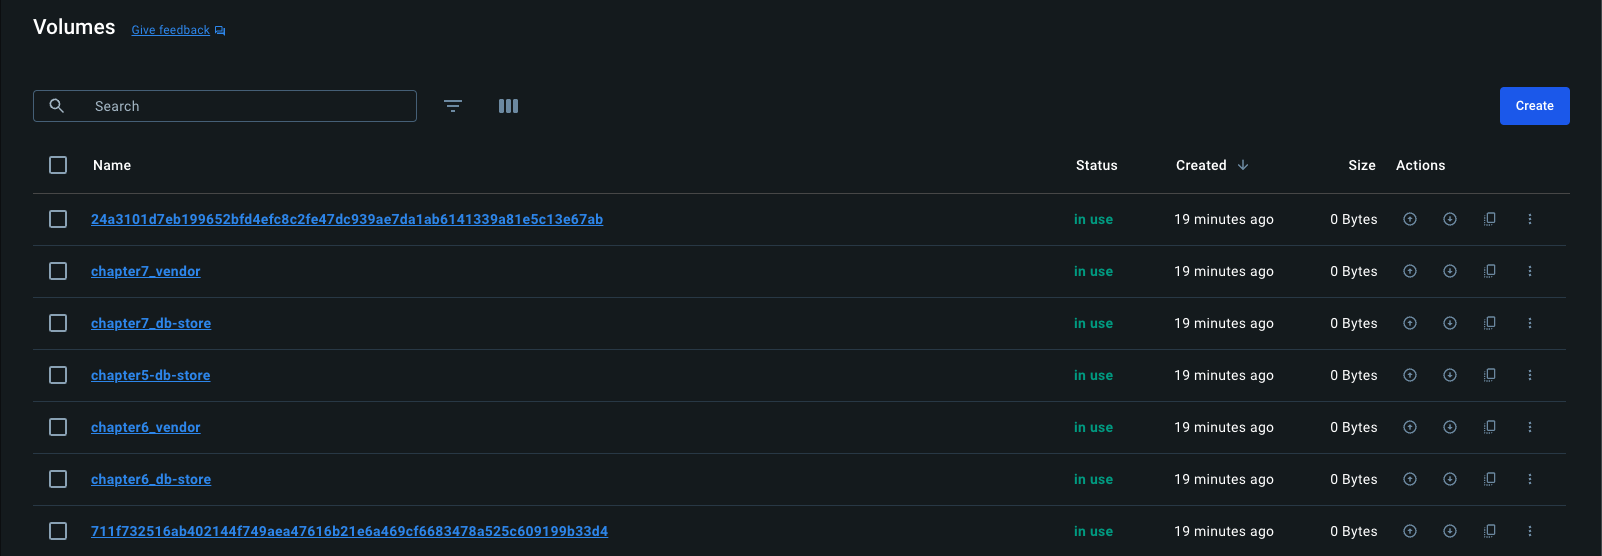 Volumes Give feedback
Search
Create
Name Status Created Size Actions
24a3101d7eb199652bfd4efc8c2fe47dc939ae7da1ab6141339a81e5c13e67ab in use 19 minutes ago 0 Bytes
chapter7_vendor in use 19 minutes ago 0 Bytes
chapter7_db-store in use 19 minutes ago 0 Bytes
chapter5-db-store in use 19 minutes ago 0 Bytes
chapter6_vendor in use 19 minutes ago 0 Bytes
chapter6_db-store in use 19 minutes ago 0 Bytes
711f732516ab402144f749aea47616b21e6a469cf6683478a525c609199b33d4 in use 19 minutes ago 0 Bytes